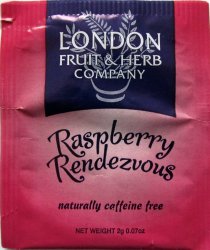 LONDON
FRUIT & HERB
COMPANY
Raspberry
Rendezvous
naturally caffeine free
NET WEIGHT 2g 0.07oz